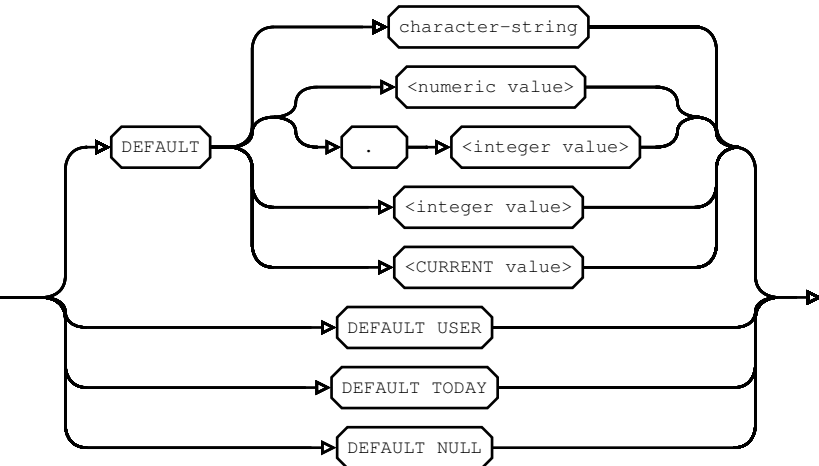 character-string
<numeric value>
DEFAULT . <integer value>
<integer value>
<CURRENT value>
DEFAULT USER
DEFAULT TODAY
DEFAULT NULL